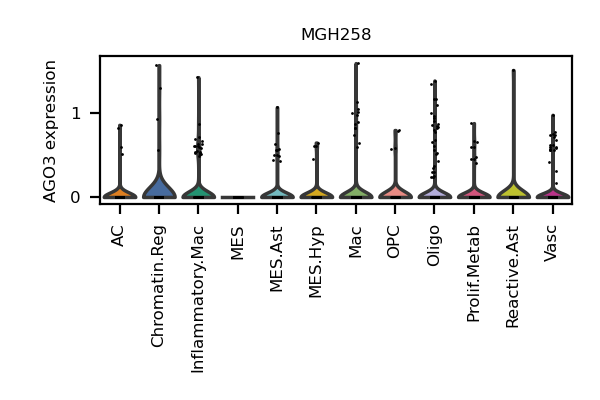 MGH258
AGO3 expression
1
0
AC
Chromatin.Reg
Inflammatory.Mac
MES
MES.Ast
MES.Hyp
Mac
OPC
Oligo
Prolif.Metab
Reactive.Ast
Vasc